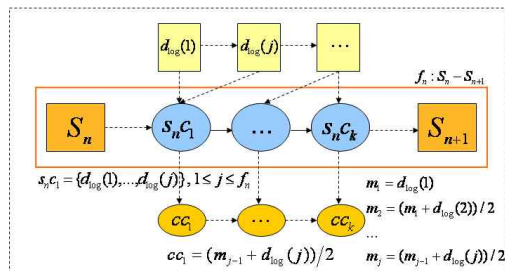 d_log(1) d_log(j) ...
f_n : S_n − S_{n+1}
S_n s_n c_1 ... s_n c_k S_{n+1}
s_n c_1 = {d_log(1),...,d_log(j)}, 1 ≤ j ≤ f_n
m_1 = d_log(1)
m_2 = (m_1 + d_log(2))/2
...
m_j = (m_{j−1} + d_log(j))/2
cc_1 ... cc_k
cc_1 = (m_{j−1} + d_log(j))/2